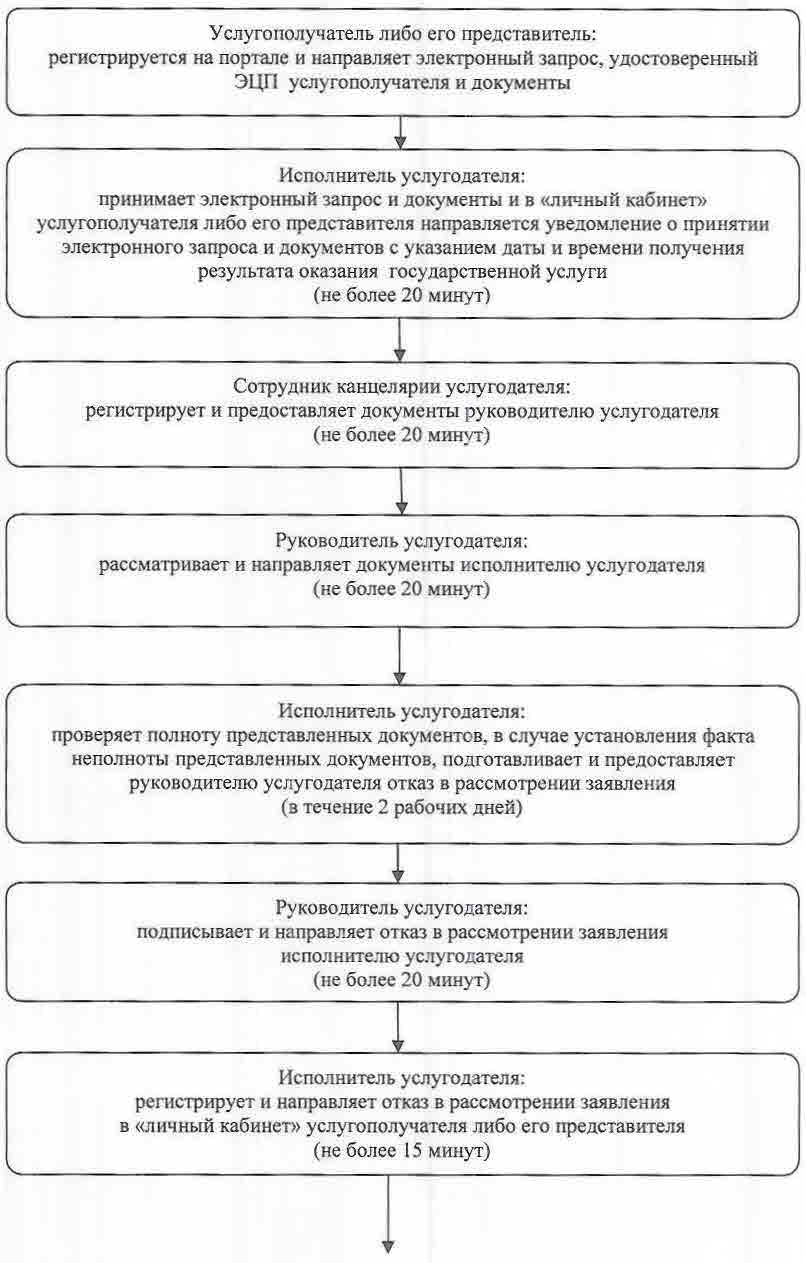 Услугополучатель либо его представитель:
регистрируется на портале и направляет электронный запрос, удостоверенный
ЭЦП услугополучателя и документы
Исполнитель услугодателя:
принимает электронный запрос и документы и в «личный кабинет»
услугополучателя либо его представителя направляется уведомление о принятии
электронного запроса и документов с указанием даты и времени получения
результата оказания государственной услуги
(не более 20 минут)
Сотрудник канцелярии услугодателя:
регистрирует и предоставляет документы руководителю услугодателя
(не более 20 минут)
Руководитель услугодателя:
рассматривает и направляет документы исполнителю услугодателя
(не более 20 минут)
Исполнитель услугодателя:
проверяет полноту представленных документов, в случае установления факта
неполноты представленных документов, подготавливает и предоставляет
руководителю услугодателя отказ в рассмотрении заявления
(в течение 2 рабочих дней)
Руководитель услугодателя:
подписывает и направляет отказ в рассмотрении заявления
исполнителю услугодателя
(не более 20 минут)
Исполнитель услугодателя:
регистрирует и направляет отказ в рассмотрении заявления
в «личный кабинет» услугополучателя либо его представителя
(не более 15 минут)